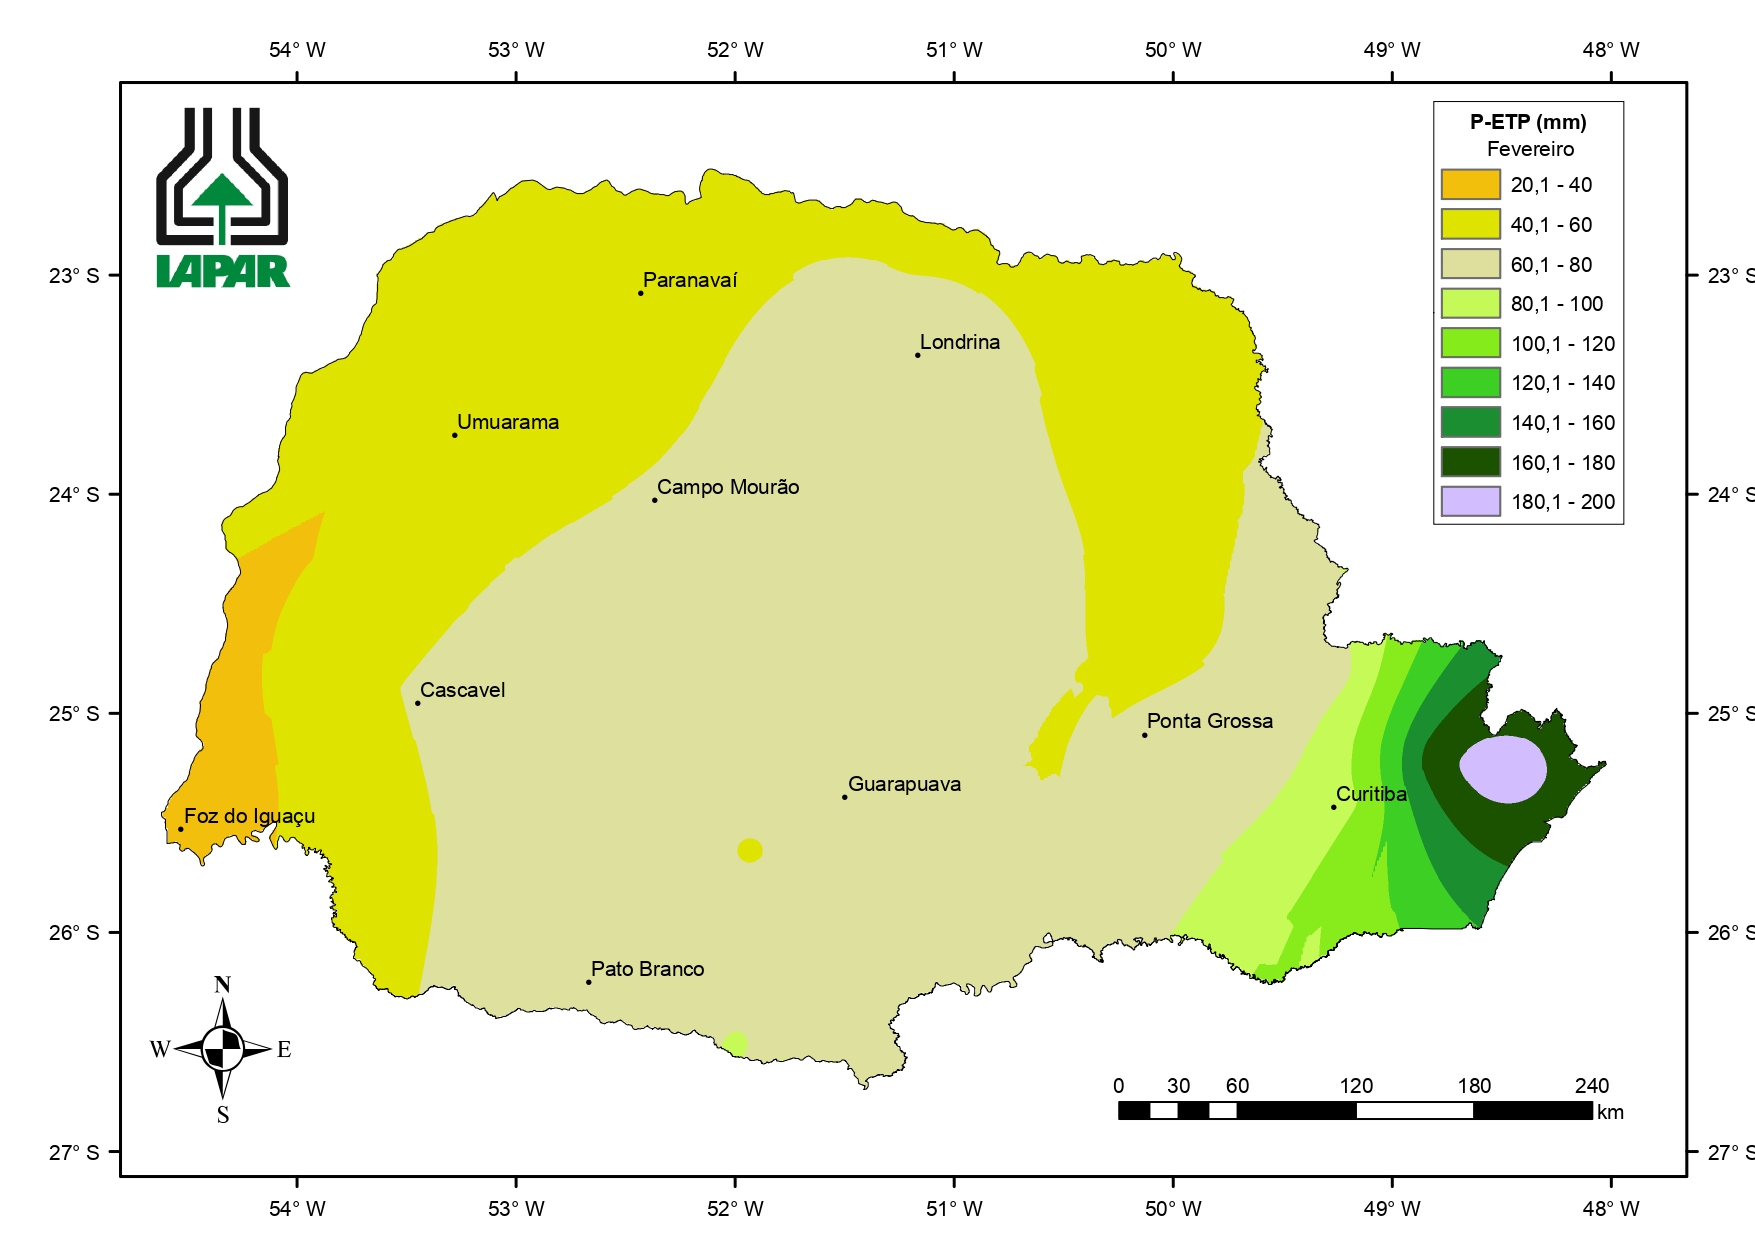 54° W 53° W 52° W 51° W 50° W 49° W 48° W
IAPAR
P-ETP (mm)
Fevereiro
20,1 - 40
40,1 - 60
60,1 - 80
80,1 - 100
100,1 - 120
120,1 - 140
140,1 - 160
160,1 - 180
180,1 - 200
23° S 23° S
Paranavaí
Londrina
Umuarama
Campo Mourão
24° S 24° S
Cascavel
25° S 25° S
Ponta Grossa
Guarapuava
Curitiba
Foz do Iguaçu
26° S 26° S
Pato Branco
N
W E
S
0 30 60 120 180 240
km
27° S 27° S
54° W 53° W 52° W 51° W 50° W 49° W 48° W